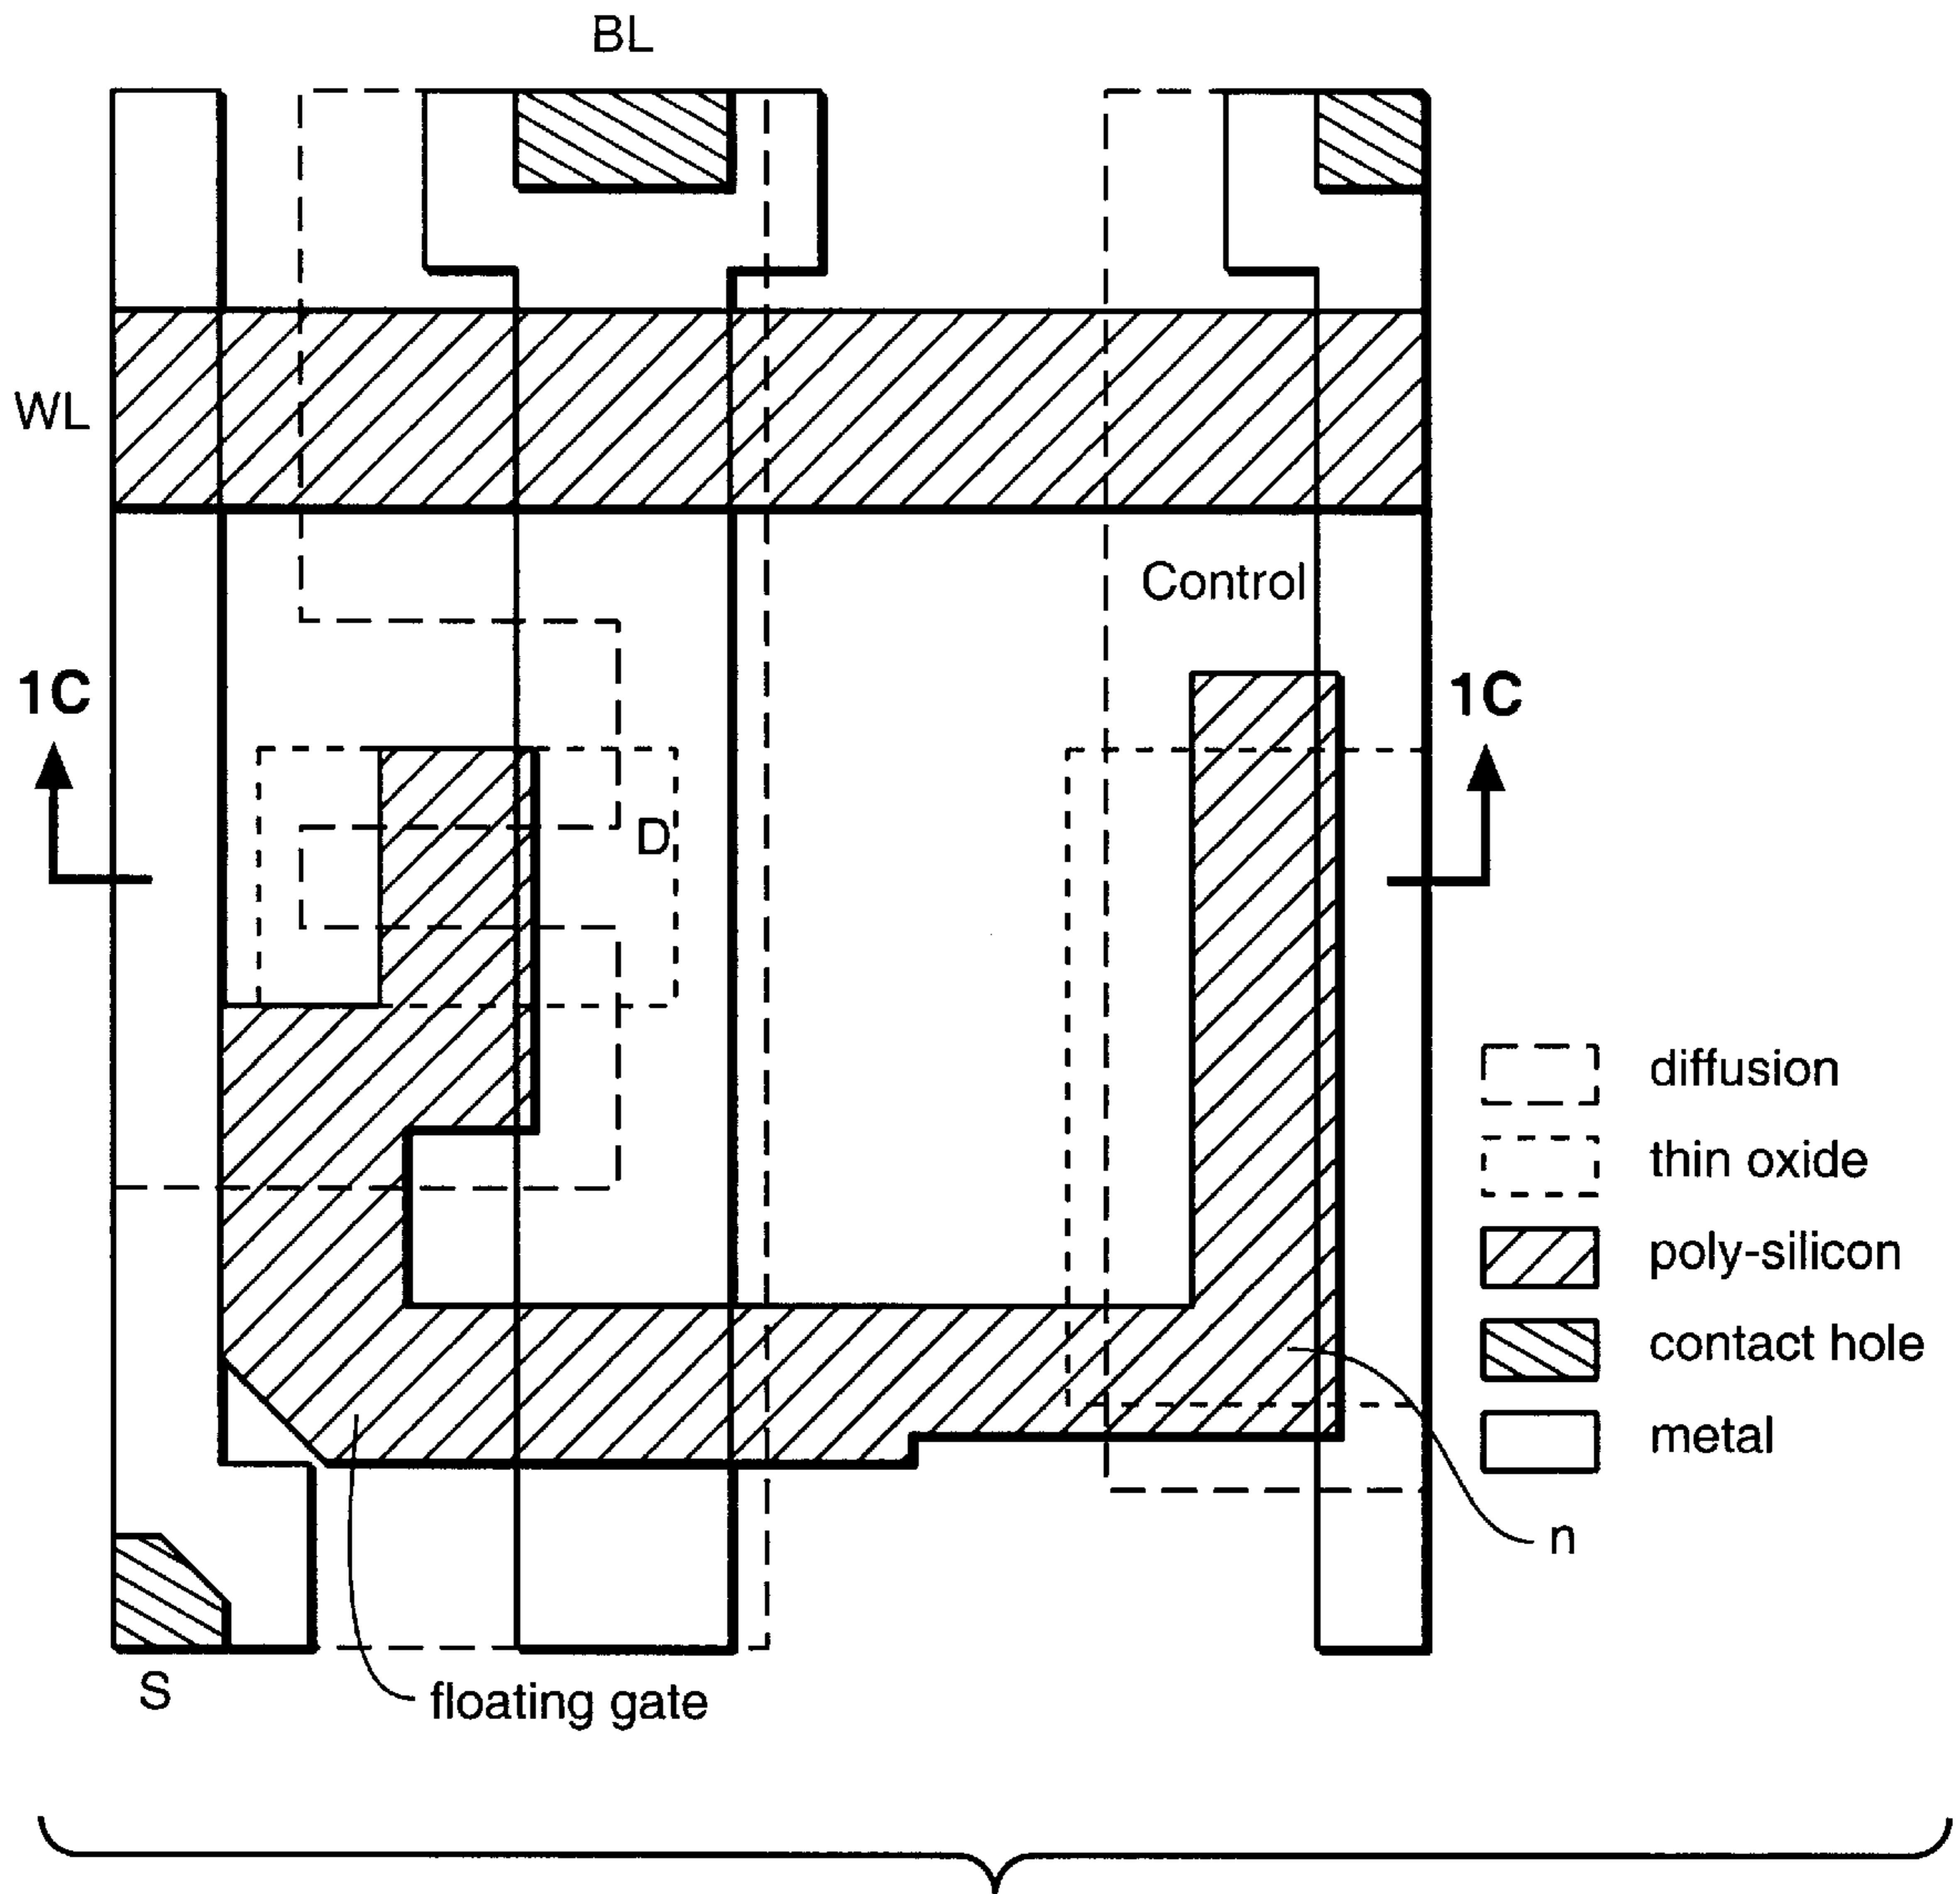 BL
WL
Control
1C
1C
D
diffusion
thin oxide
poly-silicon
contact hole
metal
n
S
floating gate